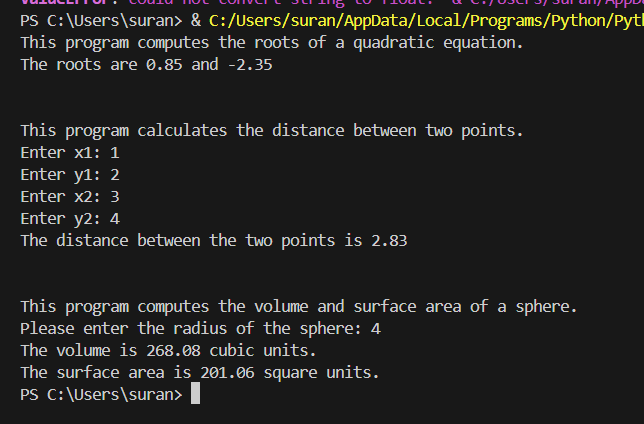 ValueError: could not convert string to float: '& C:/Users/suran/AppDa
PS C:\Users\suran> & C:/Users/suran/AppData/Local/Programs/Python/Pyt
This program computes the roots of a quadratic equation.
The roots are 0.85 and -2.35
This program calculates the distance between two points.
Enter x1: 1
Enter y1: 2
Enter x2: 3
Enter y2: 4
The distance between the two points is 2.83
This program computes the volume and surface area of a sphere.
Please enter the radius of the sphere: 4
The volume is 268.08 cubic units.
The surface area is 201.06 square units.
PS C:\Users\suran>